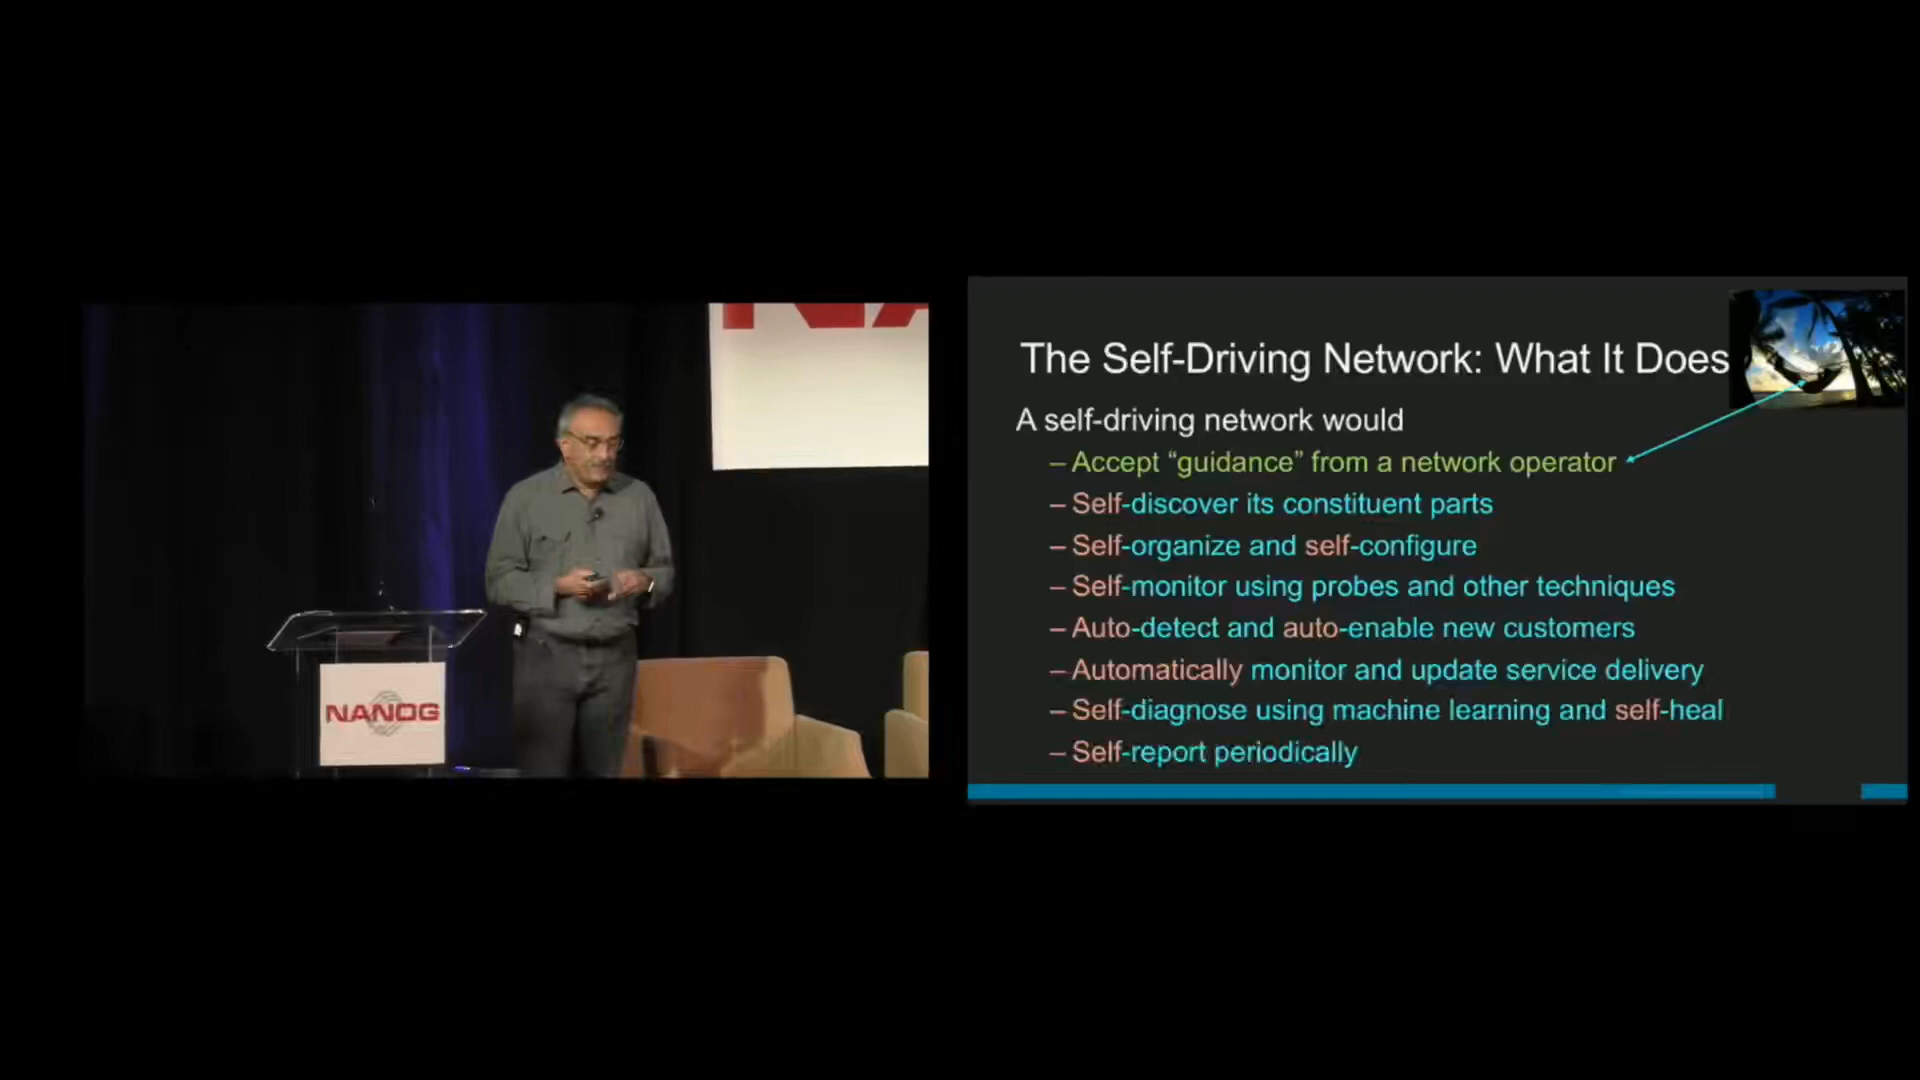 NANOG
The Self-Driving Network: What It Does
A self-driving network would
– Accept “guidance” from a network operator
– Self-discover its constituent parts
– Self-organize and self-configure
– Self-monitor using probes and other techniques
– Auto-detect and auto-enable new customers
– Automatically monitor and update service delivery
– Self-diagnose using machine learning and self-heal
– Self-report periodically